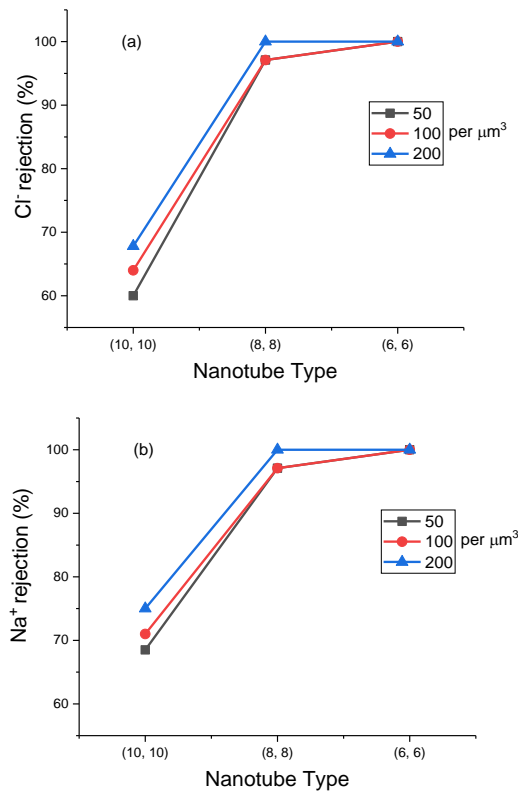 (a)
100
90
80
70
60
Cl⁻ rejection (%)
50
100 per μm³
200
(10, 10) (8, 8) (6, 6)
Nanotube Type
(b)
100
90
80
70
60
Na⁺ rejection (%)
50
100 per μm³
200
(10, 10) (8, 8) (6, 6)
Nanotube Type